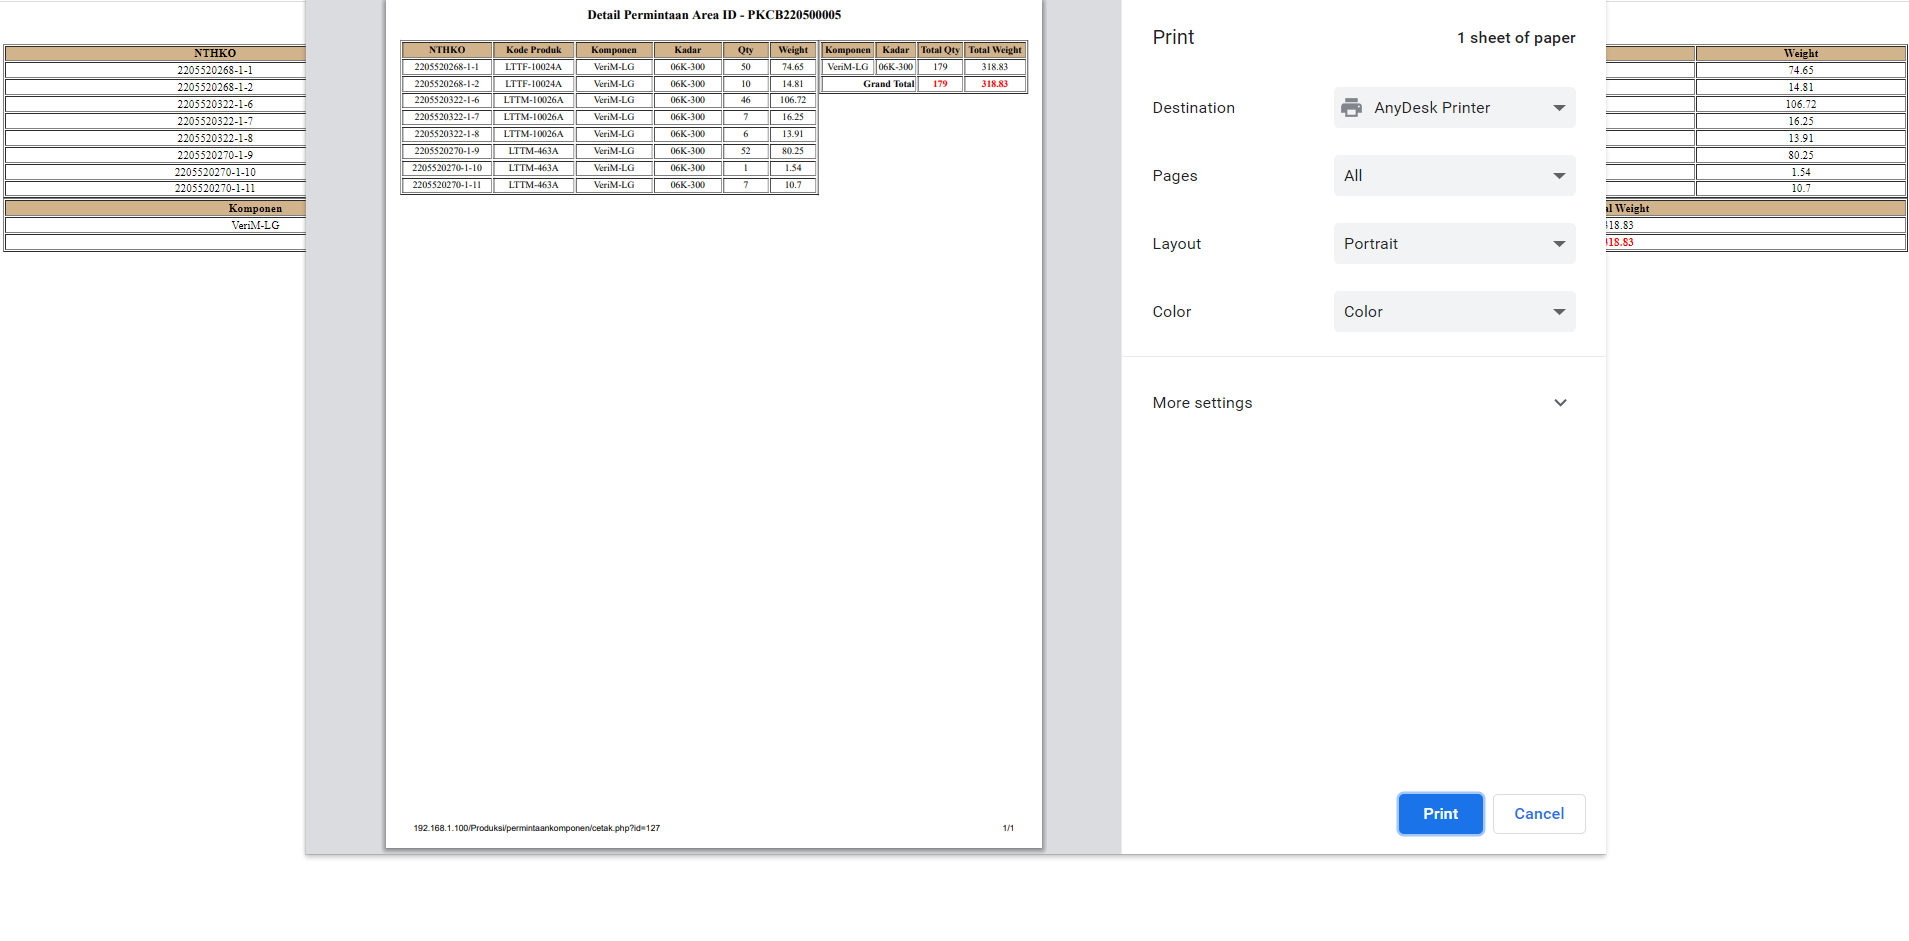 NTHKO
2205520268-1-1
2205520268-1-2
2205520322-1-6
2205520322-1-7
2205520322-1-8
2205520270-1-9
2205520270-1-10
2205520270-1-11
Komponen
VeriM-LG
Detail Permintaan Area ID - PKCB220500005
NTHKO Kode Produk Komponen Kadar Qty Weight
2205520268-1-1 LTTF-10024A VeriM-LG 06K-300 50 74.65
2205520268-1-2 LTTF-10024A VeriM-LG 06K-300 10 14.81
2205520322-1-6 LTTM-10026A VeriM-LG 06K-300 46 106.72
2205520322-1-7 LTTM-10026A VeriM-LG 06K-300 7 16.25
2205520322-1-8 LTTM-10026A VeriM-LG 06K-300 6 13.91
2205520270-1-9 LTTM-463A VeriM-LG 06K-300 52 80.25
2205520270-1-10 LTTM-463A VeriM-LG 06K-300 1 1.54
2205520270-1-11 LTTM-463A VeriM-LG 06K-300 7 10.7
Komponen Kadar Total Qty Total Weight
VeriM-LG 06K-300 179 318.83
Grand Total 179 318.83
192.168.1.100/Produksi/permintaankomponen/cetak.php?id=127 1/1
Print 1 sheet of paper
Destination AnyDesk Printer
Pages All
Layout Portrait
Color Color
More settings
Print Cancel
Weight
74.65
14.81
106.72
16.25
13.91
80.25
1.54
10.7
Weight
18.83
18.83